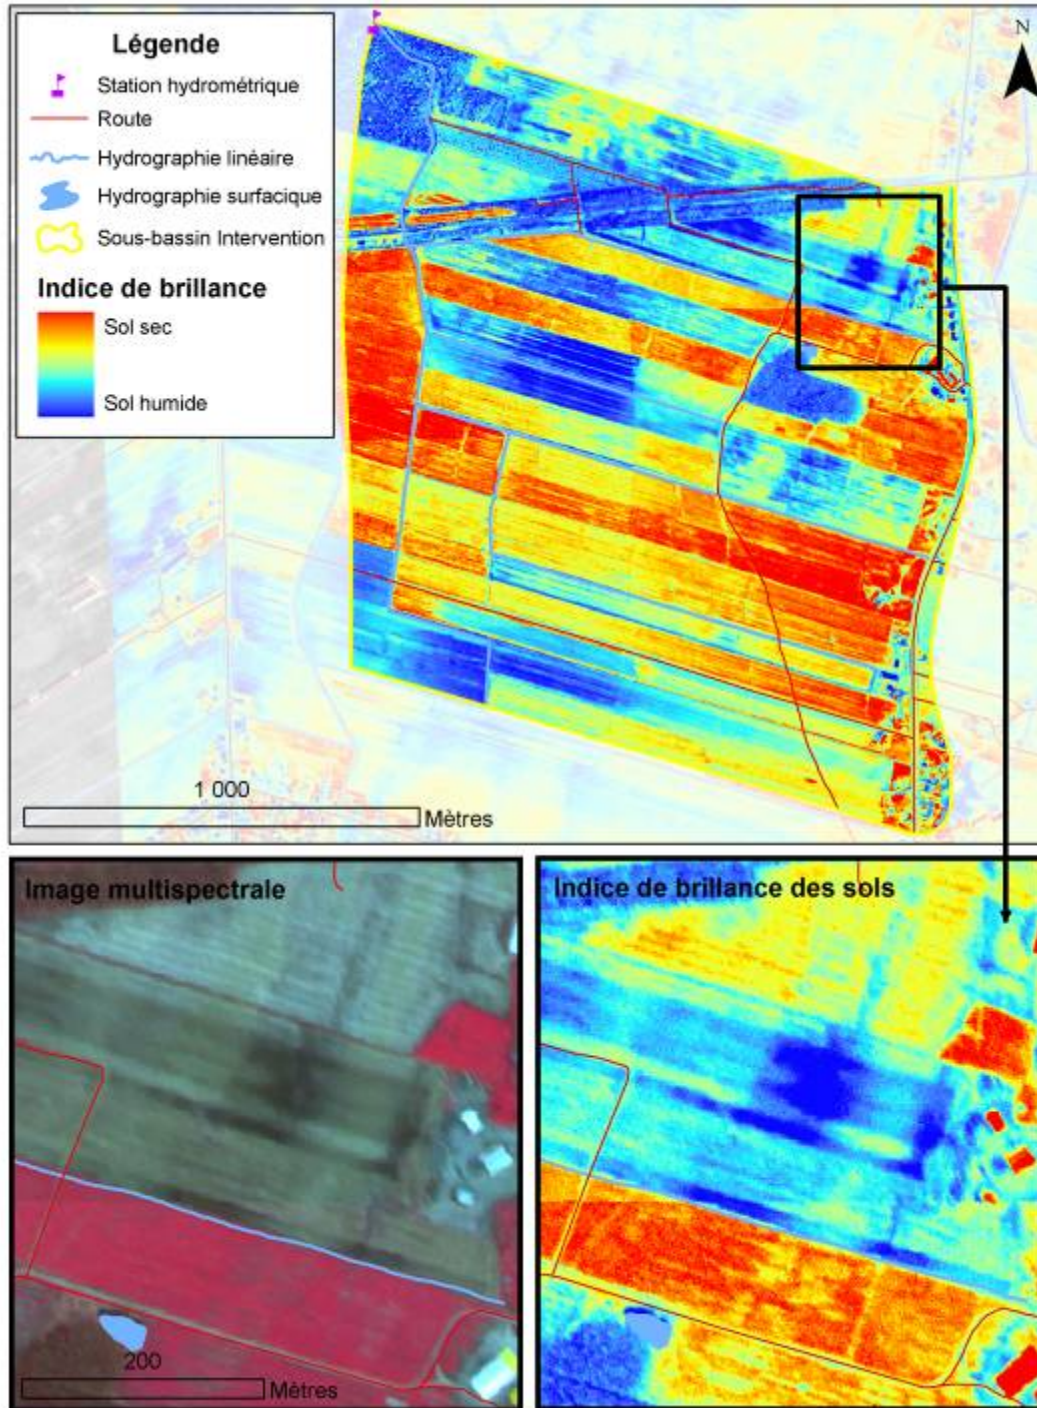 Légende
Station hydrométrique
Route
Hydrographie linéaire
Hydrographie surfacique
Sous-bassin Intervention
Indice de brillance
Sol sec
Sol humide
N
1 000
Mètres
Image multispectrale
200
Mètres
Indice de brillance des sols